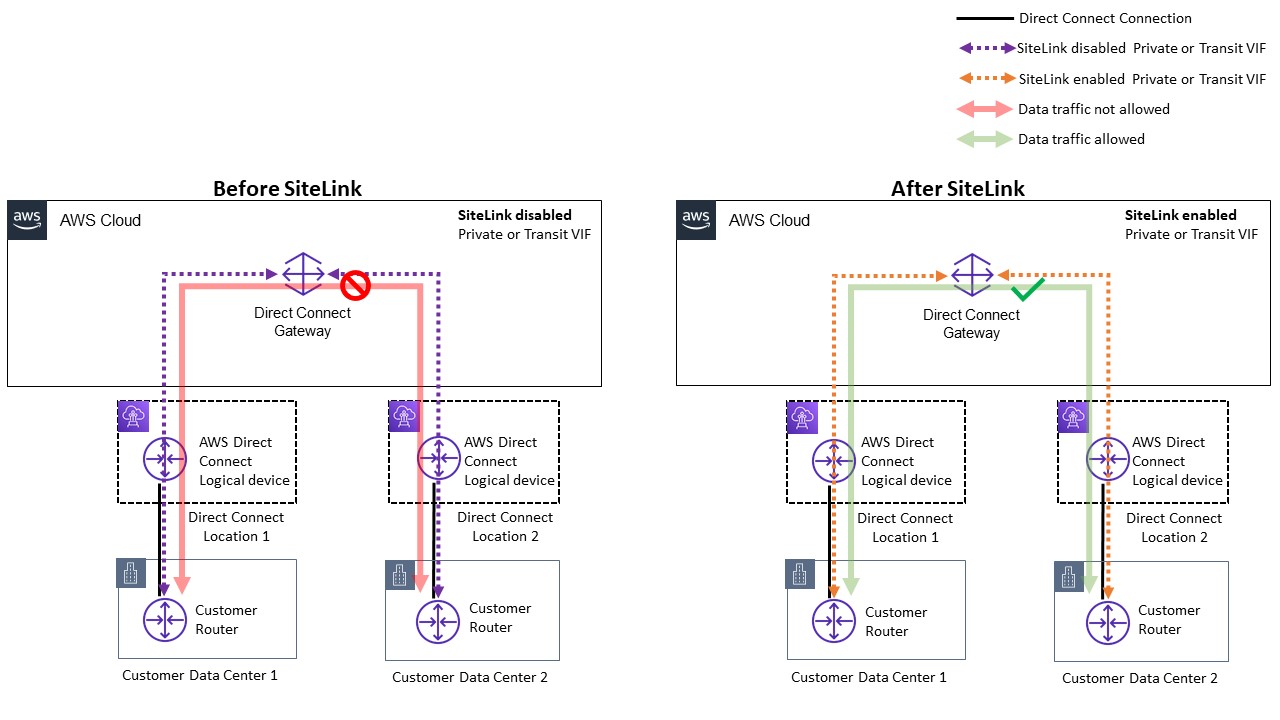 Direct Connect Connection
SiteLink disabled Private or Transit VIF
SiteLink enabled Private or Transit VIF
Data traffic not allowed
Data traffic allowed
Before SiteLink
aws
AWS Cloud
SiteLink disabled
Private or Transit VIF
Direct Connect
Gateway
AWS Direct
Connect
Logical device
AWS Direct
Connect
Logical device
Direct Connect
Location 1
Direct Connect
Location 2
Customer
Router
Customer
Router
Customer Data Center 1
Customer Data Center 2
After SiteLink
aws
AWS Cloud
SiteLink enabled
Private or Transit VIF
Direct Connect
Gateway
AWS Direct
Connect
Logical device
AWS Direct
Connect
Logical device
Direct Connect
Location 1
Direct Connect
Location 2
Customer
Router
Customer
Router
Customer Data Center 1
Customer Data Center 2